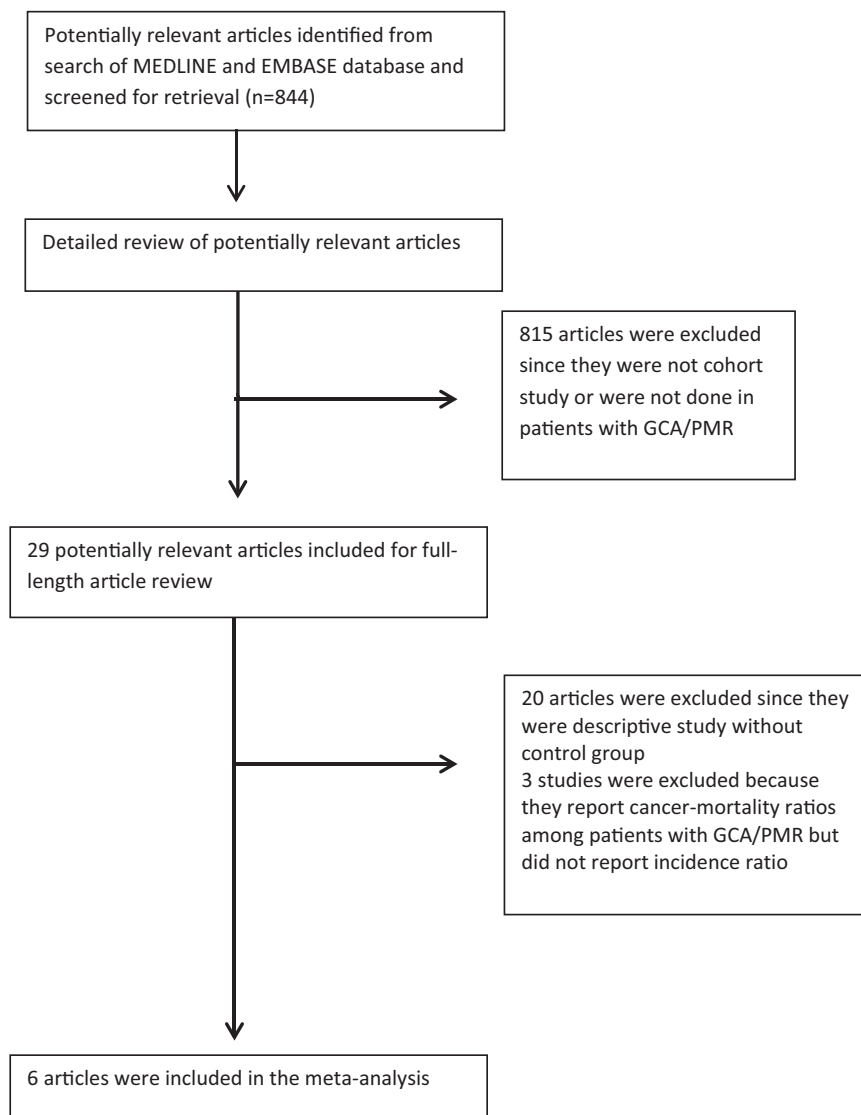 Potentially relevant articles identified from
search of MEDLINE and EMBASE database and
screened for retrieval (n=844)
Detailed review of potentially relevant articles
815 articles were excluded
since they were not cohort
study or were not done in
patients with GCA/PMR
29 potentially relevant articles included for full-
length article review
20 articles were excluded since they
were descriptive study without
control group
3 studies were excluded because
they report cancer-mortality ratios
among patients with GCA/PMR but
did not report incidence ratio
6 articles were included in the meta-analysis